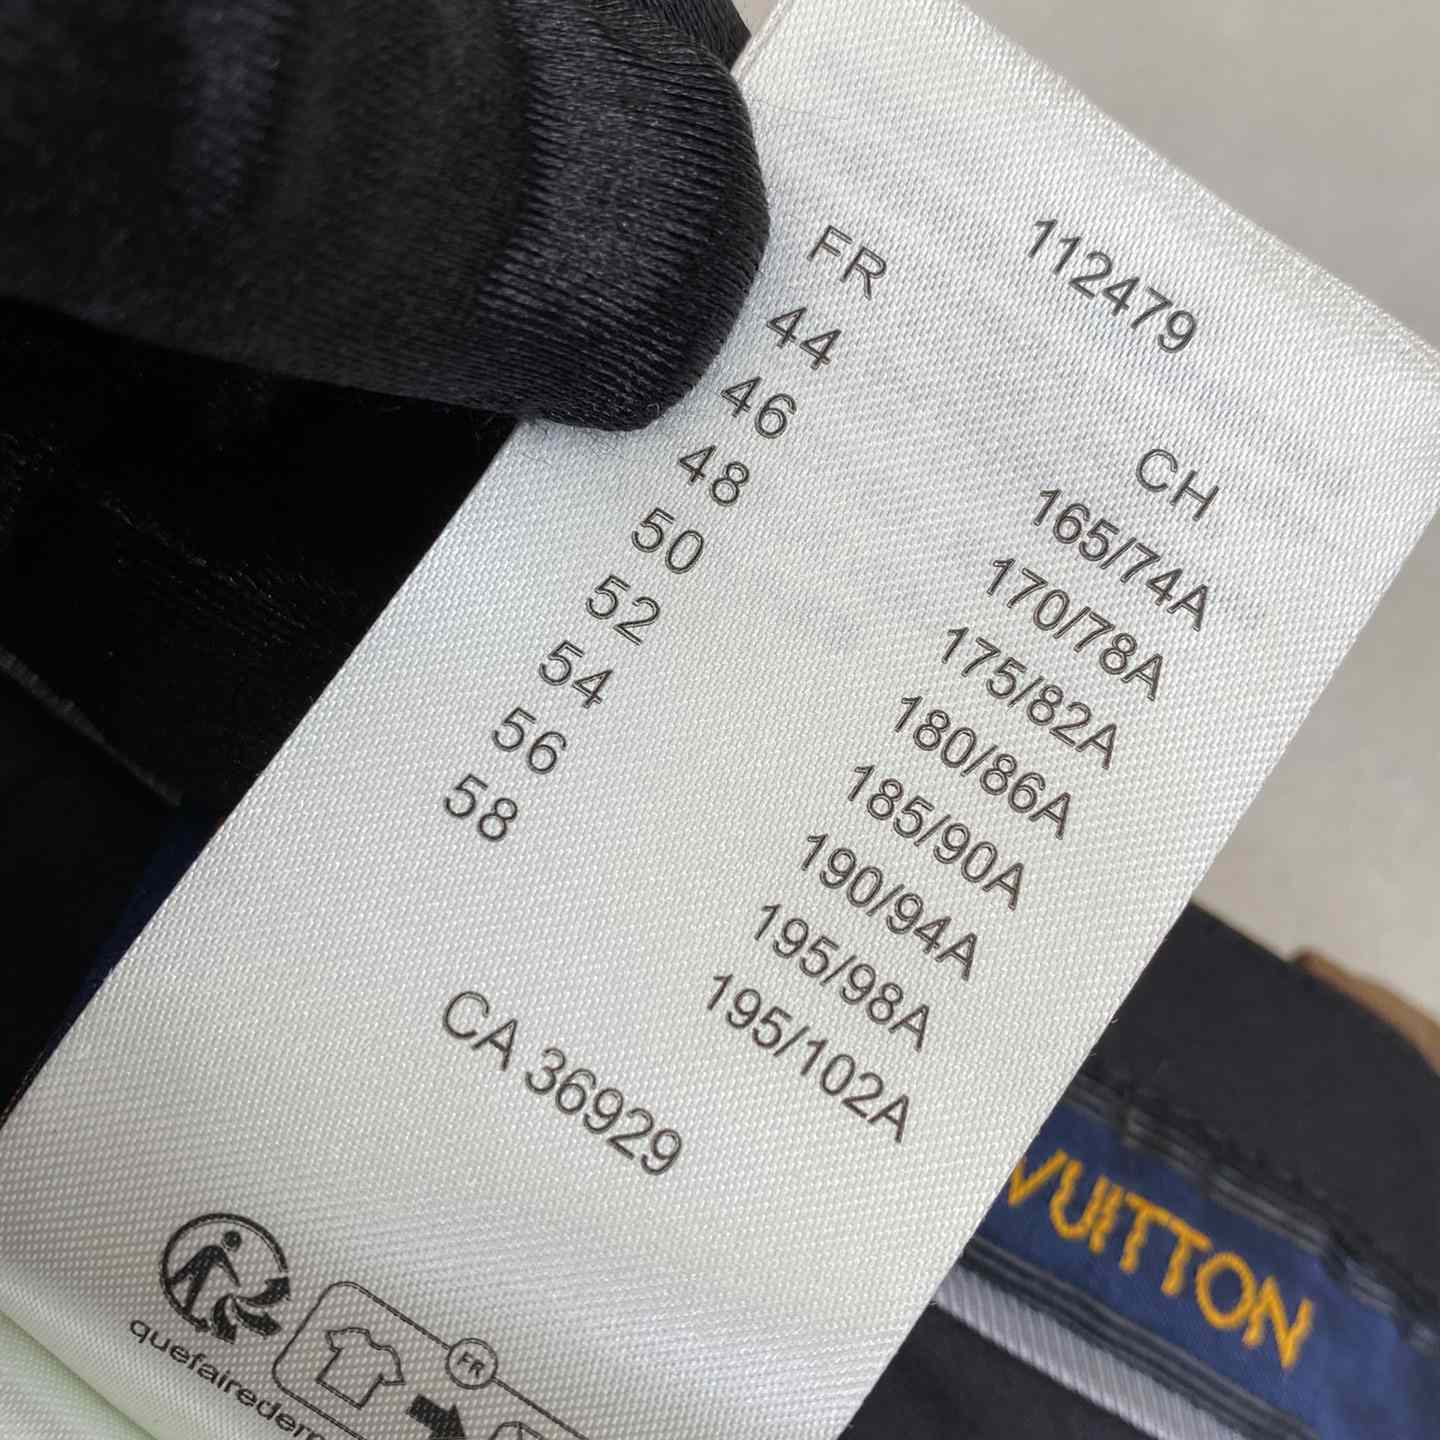 112479
FR CH
44 165/74A
46 170/78A
48 175/82A
50 180/86A
52 185/90A
54 190/94A
56 195/98A
58 195/102A
CA 36929
FR
VUITTON